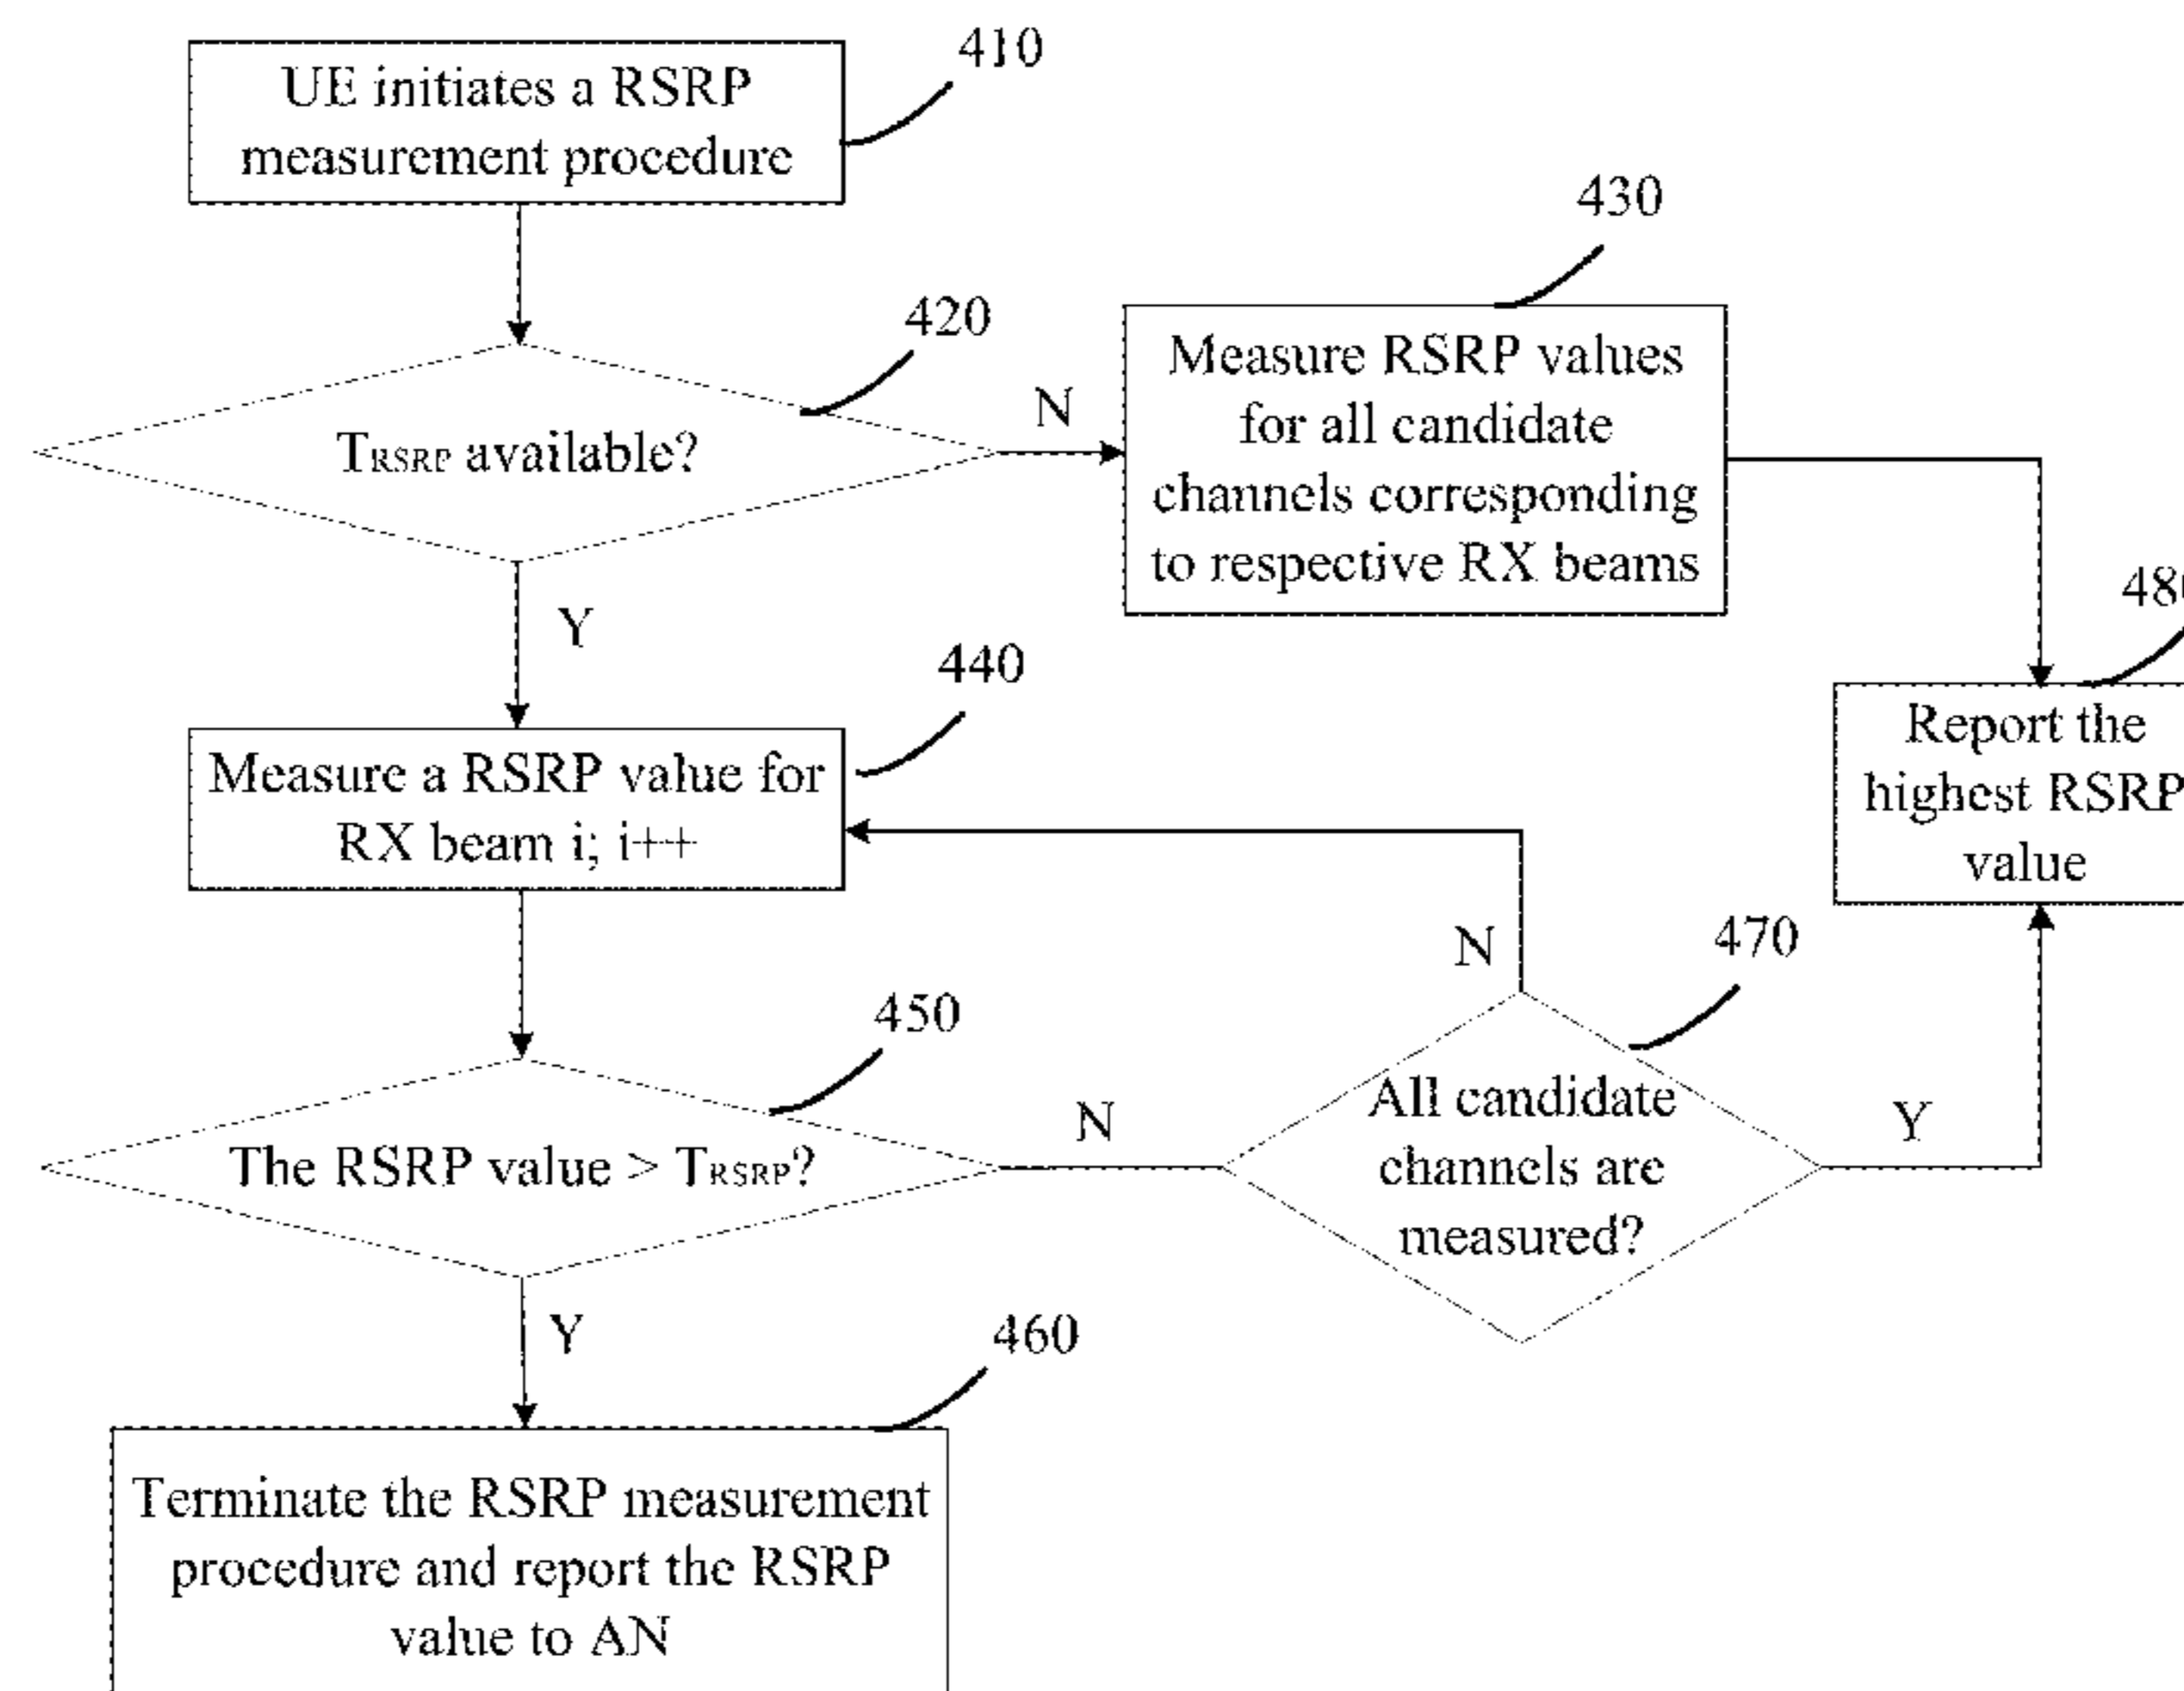 410
UE initiates a RSRP
measurement procedure
420
TRSRP available?
N
430
Measure RSRP values
for all candidate
channels corresponding
to respective RX beams
Y
440
Measure a RSRP value for
RX beam i; i++
480
Report the
highest RSRP
value
450
The RSRP value > TRSRP?
N
470
All candidate
channels are
measured?
N
Y
Y
460
Terminate the RSRP measurement
procedure and report the RSRP
value to AN